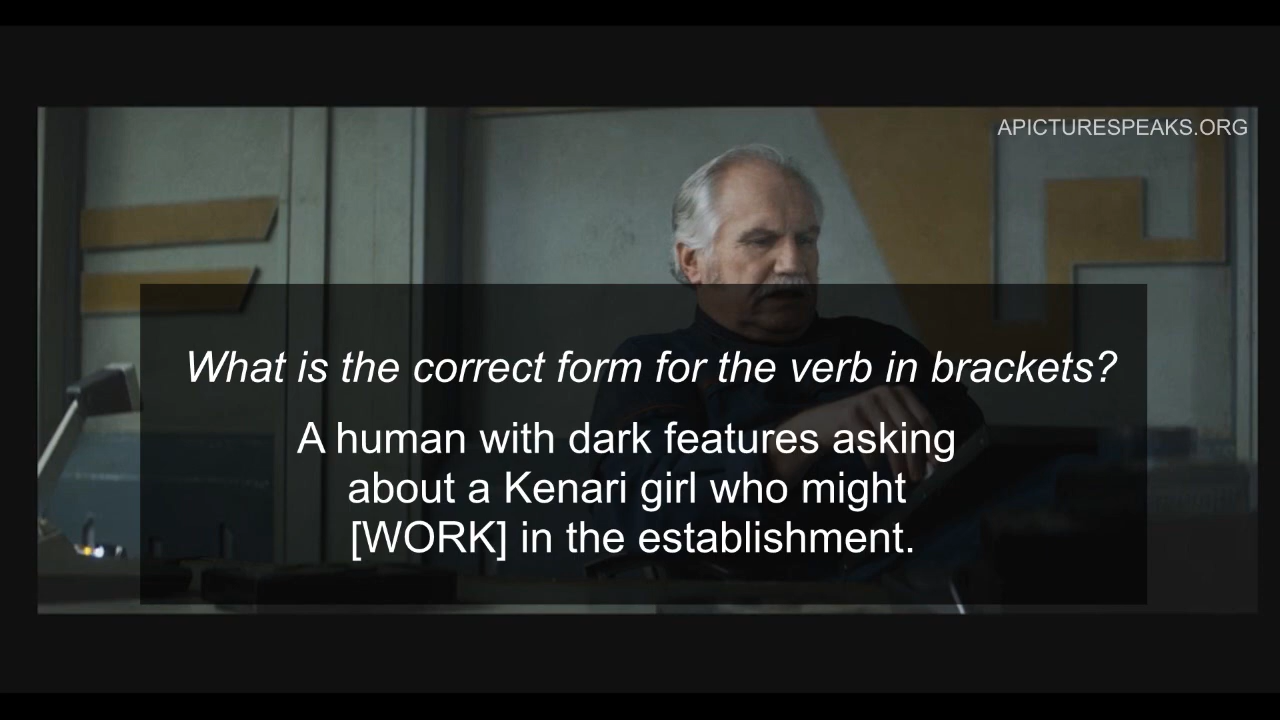 APICTURESPEAKS.ORG
What is the correct form for the verb in brackets?
A human with dark features asking
about a Kenari girl who might
[WORK] in the establishment.